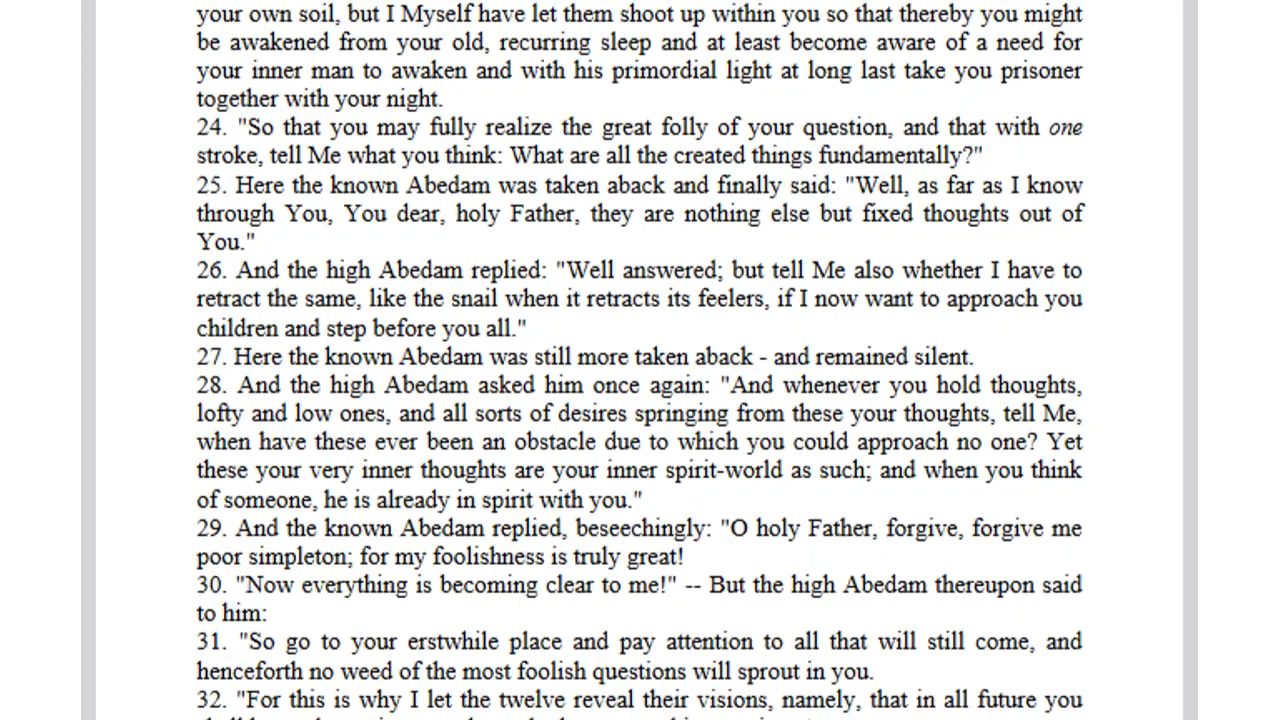 your own soil, but I Myself have let them shoot up within you so that thereby you might
be awakened from your old, recurring sleep and at least become aware of a need for
your inner man to awaken and with his primordial light at long last take you prisoner
together with your night.
24. "So that you may fully realize the great folly of your question, and that with one
stroke, tell Me what you think: What are all the created things fundamentally?"
25. Here the known Abedam was taken aback and finally said: "Well, as far as I know
through You, You dear, holy Father, they are nothing else but fixed thoughts out of
You."
26. And the high Abedam replied: "Well answered; but tell Me also whether I have to
retract the same, like the snail when it retracts its feelers, if I now want to approach you
children and step before you all."
27. Here the known Abedam was still more taken aback - and remained silent.
28. And the high Abedam asked him once again: "And whenever you hold thoughts,
lofty and low ones, and all sorts of desires springing from these your thoughts, tell Me,
when have these ever been an obstacle due to which you could approach no one? Yet
these your very inner thoughts are your inner spirit-world as such; and when you think
of someone, he is already in spirit with you."
29. And the known Abedam replied, beseechingly: "O holy Father, forgive, forgive me
poor simpleton; for my foolishness is truly great!
30. "Now everything is becoming clear to me!" -- But the high Abedam thereupon said
to him:
31. "So go to your erstwhile place and pay attention to all that will still come, and
henceforth no weed of the most foolish questions will sprout in you.
32. "For this is why I let the twelve reveal their visions, namely, that in all future you